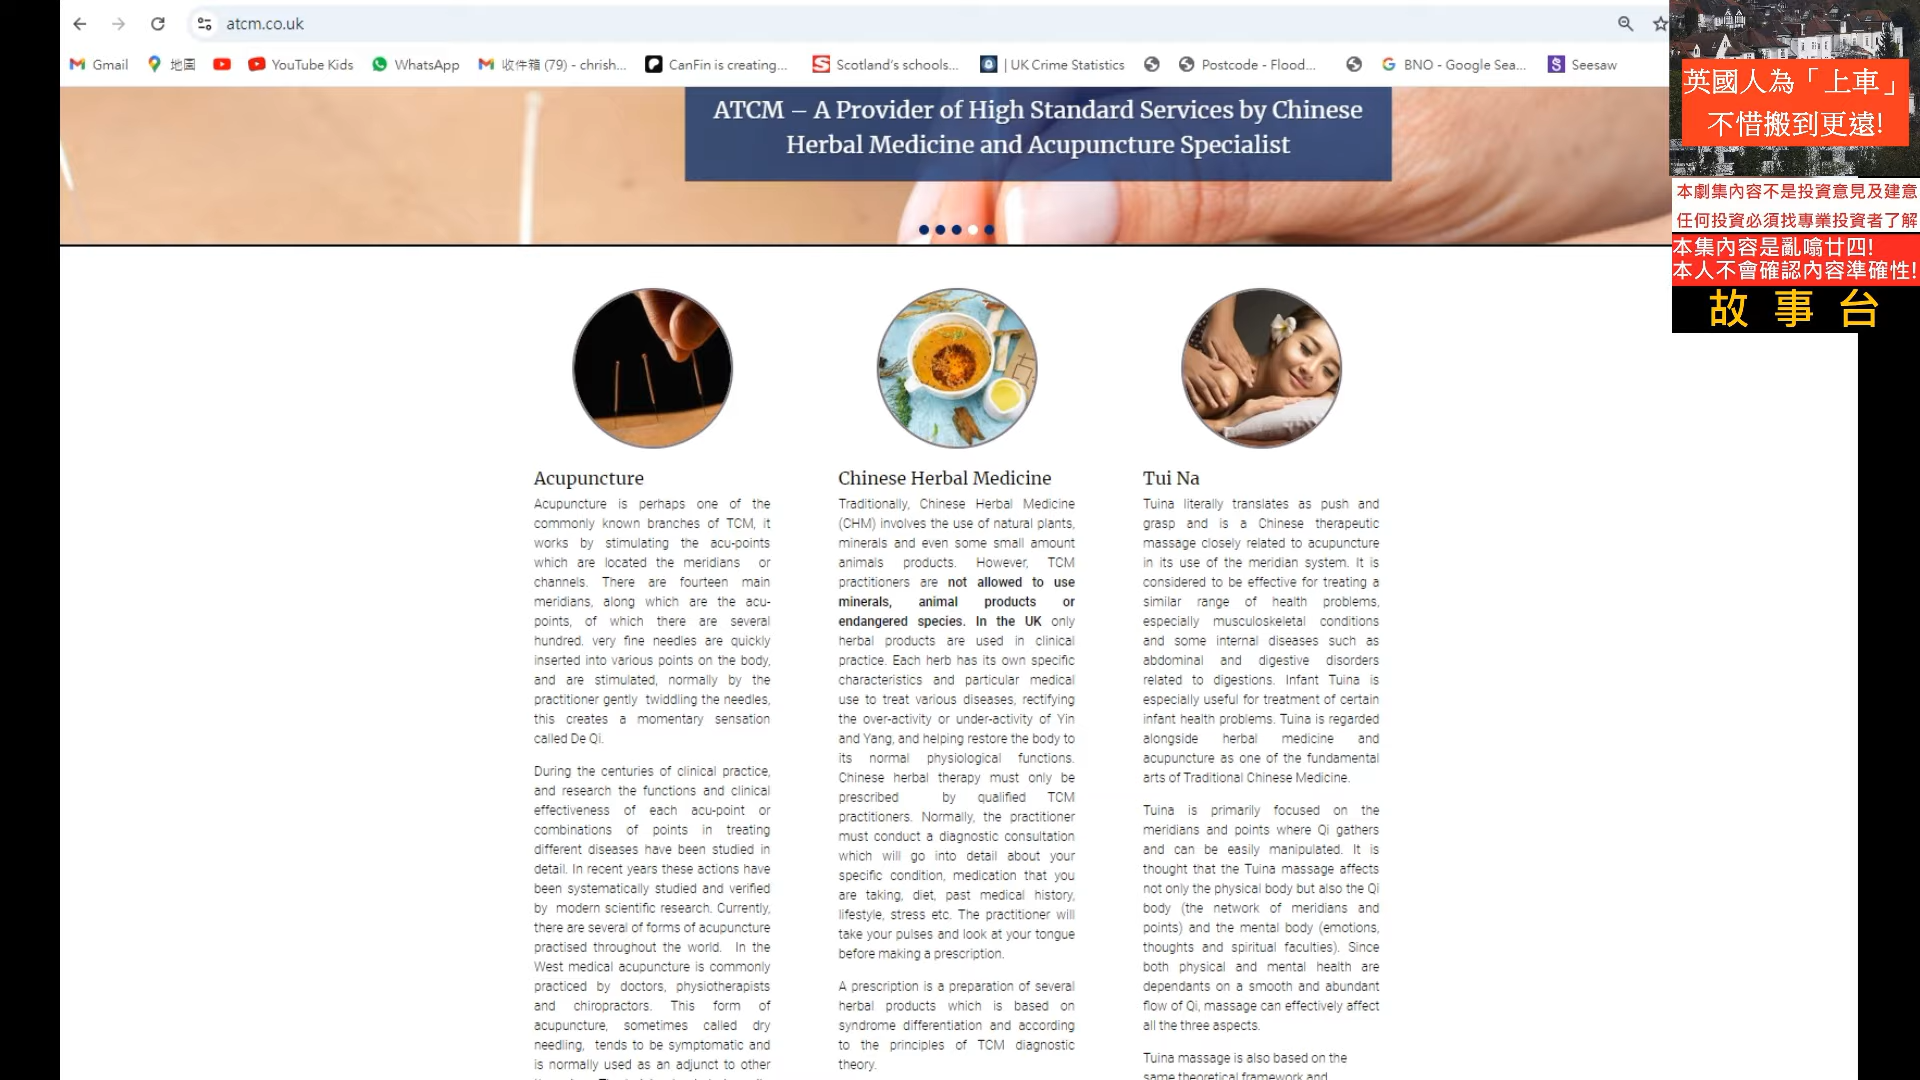 atcm.co.uk
Gmail
地圖
YouTube Kids
WhatsApp
收件箱 (79) - chrish...
CanFin is creating...
Scotland's schools...
| UK Crime Statistics
Postcode - Flood...
BNO - Google Sea...
Seesaw
英國人為「上車」
不惜搬到更遠!
本劇集內容不是投資意見及建意
任何投資必須找專業投資者了解
本集內容是亂噏廿四!
本人不會確認內容準確性!
故事台
ATCM – A Provider of High Standard Services by Chinese
Herbal Medicine and Acupuncture Specialist
Acupuncture
Acupuncture is perhaps one of the
commonly known branches of TCM, it
works by stimulating the acu-points
which are located the meridians or
channels. There are fourteen main
meridians, along which are the acu-
points, of which there are several
hundred. very fine needles are quickly
inserted into various points on the body,
and are stimulated, normally by the
practitioner gently twiddling the needles,
this creates a momentary sensation
called De Qi.
During the centuries of clinical practice,
and research the functions and clinical
effectiveness of each acu-point or
combinations of points in treating
different diseases have been studied in
detail. In recent years these actions have
been systematically studied and verified
by modern scientific research. Currently,
there are several of forms of acupuncture
practised throughout the world. In the
West medical acupuncture is commonly
practiced by doctors, physiotherapists
and chiropractors. This form of
acupuncture, sometimes called dry
needling, tends to be symptomatic and
is normally used as an adjunct to other
Chinese Herbal Medicine
Traditionally, Chinese Herbal Medicine
(CHM) involves the use of natural plants,
minerals and even some small amount
animals products. However, TCM
practitioners are not allowed to use
minerals, animal products or
endangered species. In the UK only
herbal products are used in clinical
practice. Each herb has its own specific
characteristics and particular medical
use to treat various diseases, rectifying
the over-activity or under-activity of Yin
and Yang, and helping restore the body to
its normal physiological functions.
Chinese herbal therapy must only be
prescribed by qualified TCM
practitioners. Normally, the practitioner
must conduct a diagnostic consultation
which will go into detail about your
specific condition, medication that you
are taking, diet, past medical history,
lifestyle, stress etc. The practitioner will
take your pulses and look at your tongue
before making a prescription.
A prescription is a preparation of several
herbal products which is based on
syndrome differentiation and according
to the principles of TCM diagnostic
theory.
Tui Na
Tuina literally translates as push and
grasp and is a Chinese therapeutic
massage closely related to acupuncture
in its use of the meridian system. It is
considered to be effective for treating a
similar range of health problems,
especially musculoskeletal conditions
and some internal diseases such as
abdominal and digestive disorders
related to digestions. Infant Tuina is
especially useful for treatment of certain
infant health problems. Tuina is regarded
alongside herbal medicine and
acupuncture as one of the fundamental
arts of Traditional Chinese Medicine.
Tuina is primarily focused on the
meridians and points where Qi gathers
and can be easily manipulated. It is
thought that the Tuina massage affects
not only the physical body but also the Qi
body (the network of meridians and
points) and the mental body (emotions,
thoughts and spiritual faculties). Since
both physical and mental health are
dependants on a smooth and abundant
flow of Qi, massage can effectively affect
all the three aspects.
Tuina massage is also based on the
same theoretical framework and